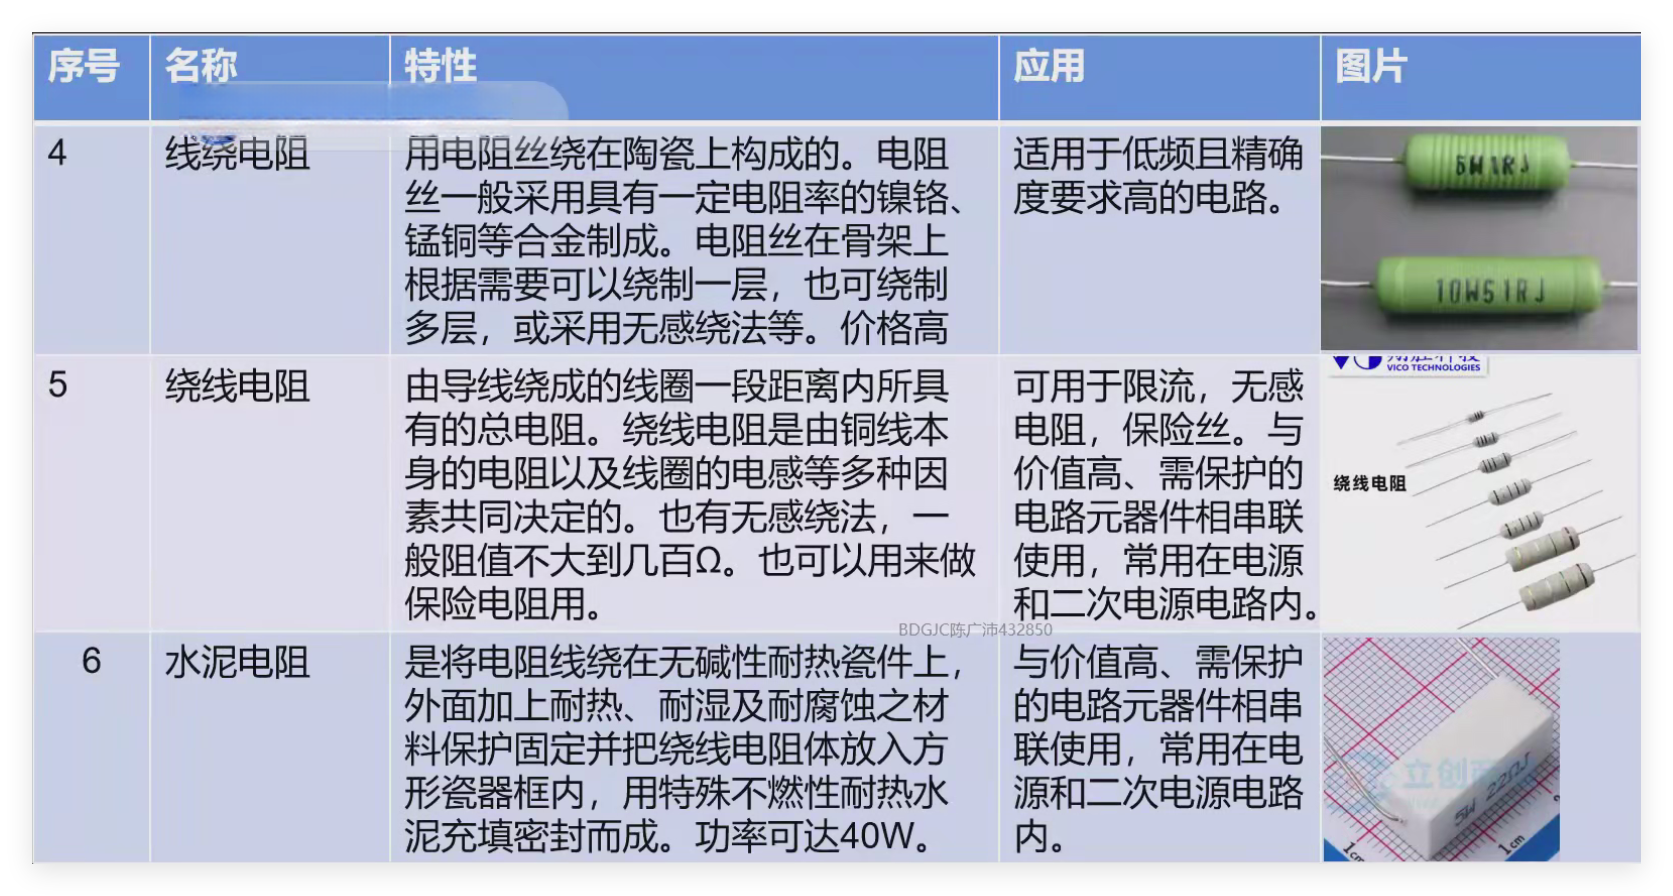 序号 名称 特性 应用 图片
4 线绕电阻 用电阻丝绕在陶瓷上构成的。电阻
丝一般采用具有一定电阻率的镍铬、
锰铜等合金制成。电阻丝在骨架上
根据需要可以绕制一层，也可绕制
多层，或采用无感绕法等。价格高
适用于低频且精确
度要求高的电路。
5W1RJ
10W51RJ
5 绕线电阻 由导线绕成的线圈一段距离内所具
有的总电阻。绕线电阻是由铜线本
身的电阻以及线圈的电感等多种因
素共同决定的。也有无感绕法，一
般阻值不大到几百Ω。也可以用来做
保险电阻用。
可用于限流，无感
电阻，保险丝。与
价值高、需保护的
电路元器件相串联
使用，常用在电源
和二次电源电路内。
VICO TECHNOLOGIES
绕线电阻
BDGJC陈广沛432850
6 水泥电阻 是将电阻线绕在无碱性耐热瓷件上，
外面加上耐热、耐湿及耐腐蚀之材
料保护固定并把绕线电阻体放入方
形瓷器框内，用特殊不燃性耐热水
泥充填密封而成。功率可达40W。
与价值高、需保护
的电路元器件相串
联使用，常用在电
源和二次电源电路
内。
立创商
5W 22ΩJ
1cm
1cm